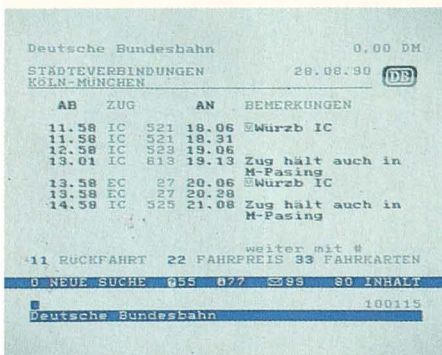 Deutsche Bundesbahn 0,00 DM
STÄDTEVERBINDUNGEN 28.08.90 DB
KÖLN-MÜNCHEN
AB ZUG AN BEMERKUNGEN
11.58 IC 521 18.06 Würzb IC
11.58 IC 521 18.31
12.58 IC 523 19.06
13.01 IC 813 19.13 Zug hält auch in
M-Pasing
13.58 EC 27 20.06 Würzb IC
13.58 EC 27 20.28
14.58 IC 525 21.08 Zug hält auch in
M-Pasing
weiter mit #
11 RÜCKFAHRT 22 FAHRPREIS 33 FAHRKARTEN
0 NEUE SUCHE 55 77 99 80 INHALT
100115
Deutsche Bundesbahn